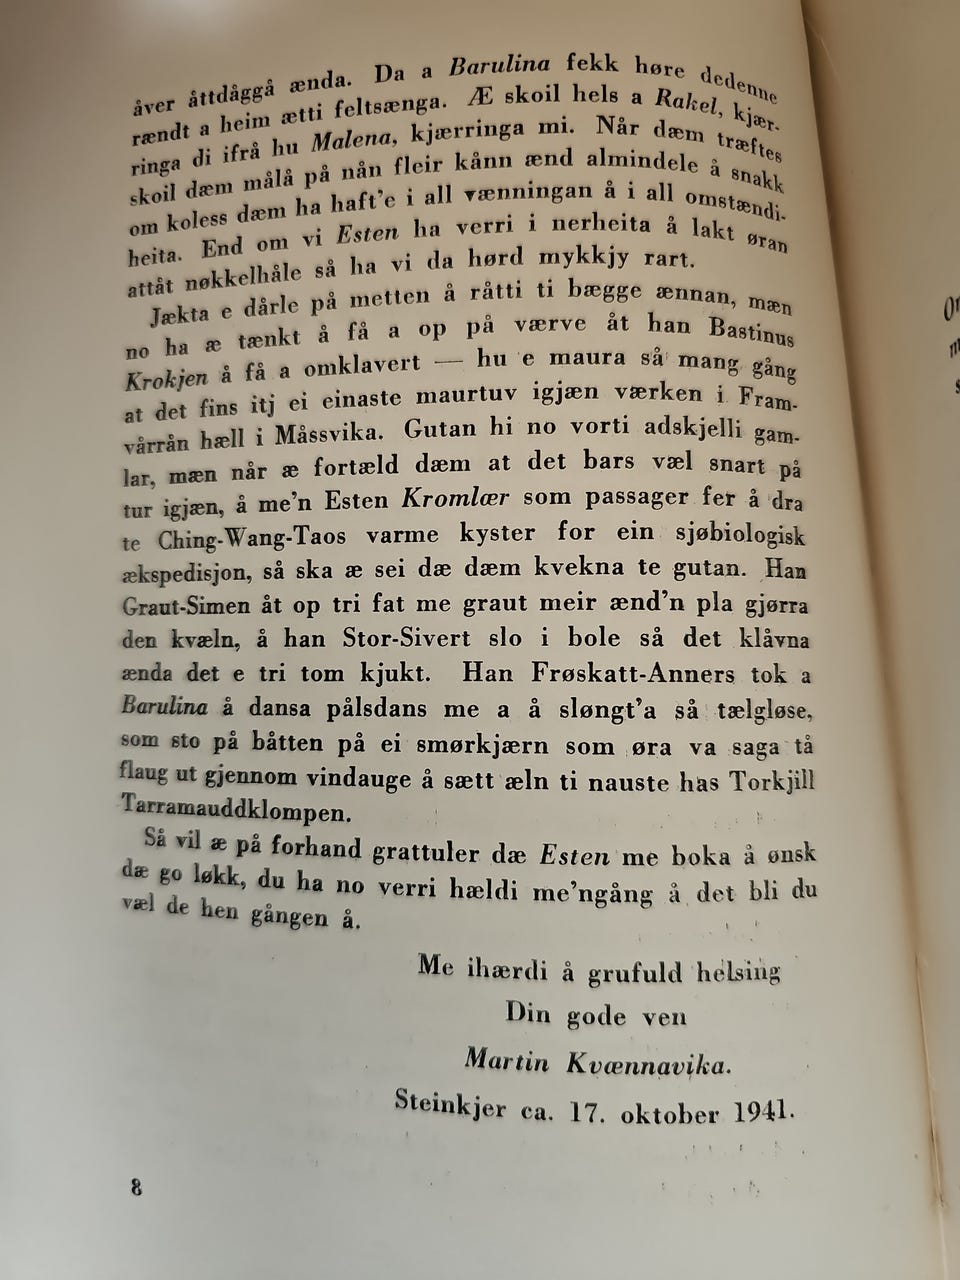 åver åttdåggå ænda. Da a Barulina fekk høre dedenne
rændt a heim ætti feltsænga. Æ skoil hels a Rakel, kjær-
ringa di ifrå hu Malena, kjærringa mi. Når dæm træftes
skoil dæm målå på nån fleir kånn ænd almindele å snakk
om koless dæm ha haft'e i all vænningan å i all omstændi-
heita. End om vi Esten ha verri i nerheita å lakt øran
attåt nøkkelhåle så ha vi da hørd mykkjy rart.
Jækta e dårle på metten å råtti ti bægge ænnan, mæn
no ha æ tænkt å få a op på værve åt han Bastinus
Krokjen å få a omklavert — hu e maura så mang gång
at det fins itj ei einaste maurtuv igjæn værken i Fram-
vårrån hæll i Måssvika. Gutan hi no vorti adskjelli gam-
lar, mæn når æ fortæld dæm at det bars væl snart på
tur igjæn, å me'n Esten Kromlær som passager fer å dra
te Ching-Wang-Taos varme kyster for ein sjøbiologisk
ækspedisjon, så ska æ sei dæ dæm kvekna te gutan. Han
Graut-Simen åt op tri fat me graut meir ænd'n pla gjørra
den kvæln, å han Stor-Sivert slo i bole så det klåvna
ænda det e tri tom kjukt. Han Frøskatt-Anners tok a
Barulina å dansa pålsdans me a å sløngt'a så tælgløse,
som sto på båtten på ei smørkjærn som øra va saga tå
flaug ut gjennom vindauge å sætt æln ti nauste has Torkjill
Tarramauddklompen.
Så vil æ på forhand grattuler dæ Esten me boka å ønsk
dæ go løkk, du ha no verri hældi me'ngång å det bli du
væl de hen gången å.
Me ihærdi å grufuld helsing
Din gode ven
Martin Kvænnavika.
Steinkjer ca. 17. oktober 1941.
8